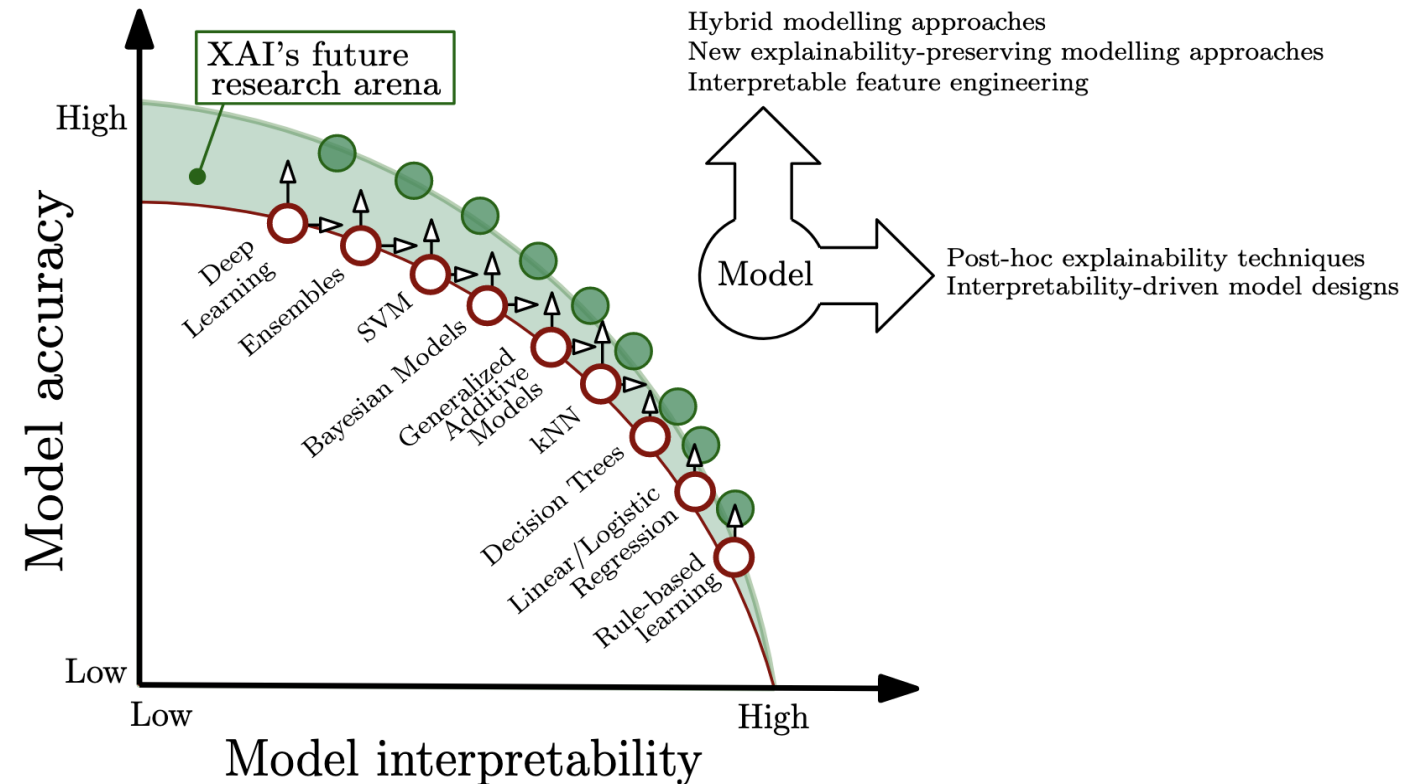 Hybrid modelling approaches
New explainability-preserving modelling approaches
Interpretable feature engineering
XAI's future
research arena
High
Model accuracy
Deep
Learning
Ensembles
SVM
Bayesian Models
Generalized
Additive
Models
kNN
Decision Trees
Linear/Logistic
Regression
Rule-based
learning
Model
Post-hoc explainability techniques
Interpretability-driven model designs
Low
Low
High
Model interpretability